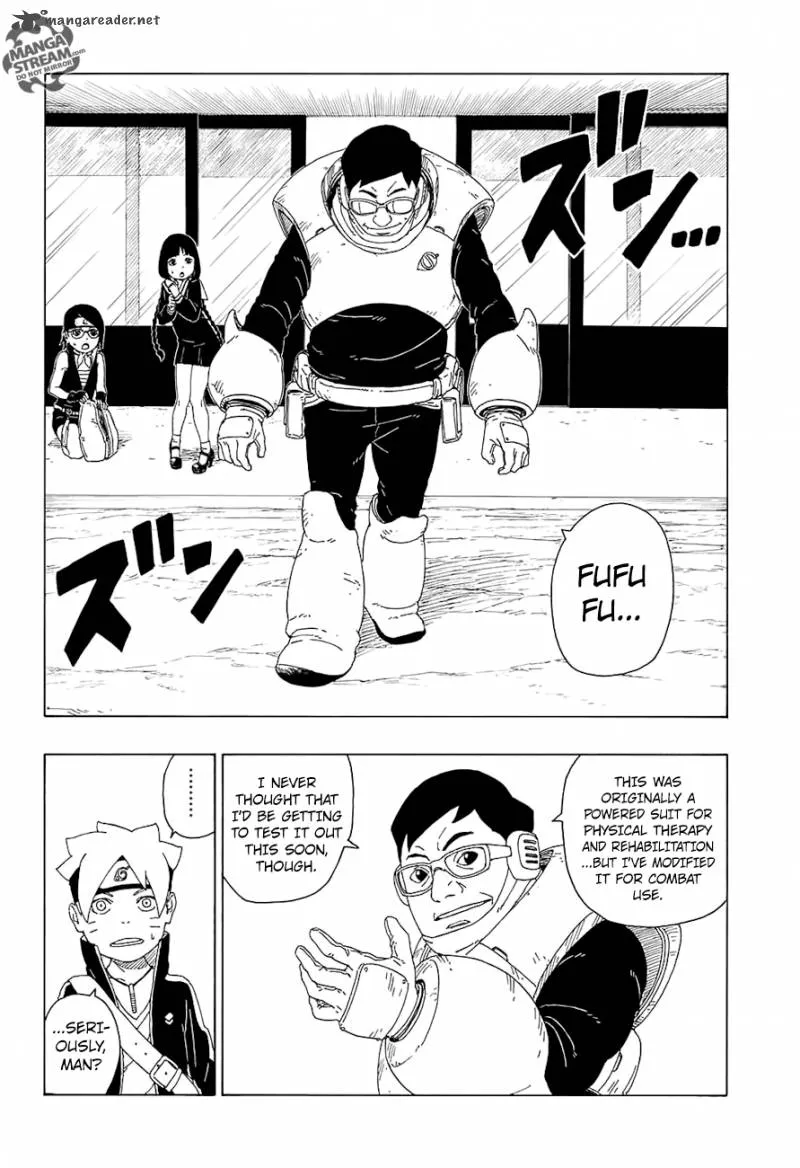 mangareader.net
MANGA
STREAM
.COM
DO NOT MIRROR
ズン...
ズン
FUFU
FU...
THIS WAS
ORIGINALLY A
POWERED SUIT FOR
PHYSICAL THERAPY
AND REHABILITATION
...BUT I'VE MODIFIED
IT FOR COMBAT
USE.
I NEVER
THOUGHT THAT
I'D BE GETTING
TO TEST IT OUT
THIS SOON,
THOUGH.
.........
...SERI-
OUSLY,
MAN?